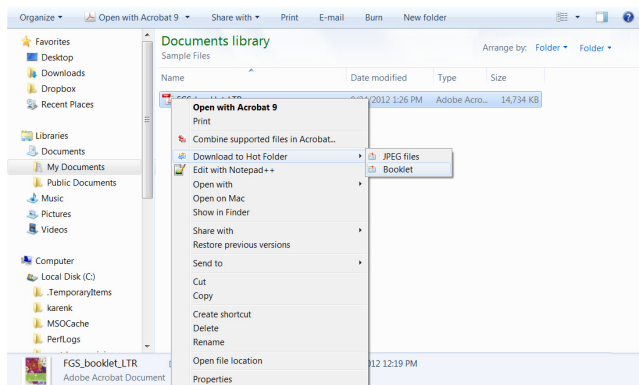 Organize Open with Acrobat 9 Share with Print E-mail Burn New folder
Favorites
Desktop
Downloads
Dropbox
Recent Places
Libraries
Documents
My Documents
Public Documents
Music
Pictures
Videos
Computer
Local Disk (C:)
.TemporaryItems
karenk
MSOCache
PerfLogs
Documents library
Sample Files
Arrange by: Folder Folder
Name Date modified Type Size
2012 1:26 PM Adobe Acro... 14,734 KB
Open with Acrobat 9
Print
Combine supported files in Acrobat...
Download to Hot Folder
Edit with Notepad++
Open with
Open on Mac
Show in Finder
Share with
Restore previous versions
Send to
Cut
Copy
Create shortcut
Delete
Rename
Open file location
Properties
JPEG files
Booklet
FGS_booklet_LTR
12:19 PM
Adobe Acrobat Document